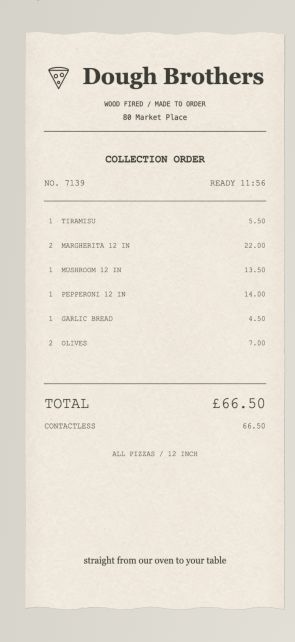 Dough Brothers
WOOD FIRED / MADE TO ORDER
80 Market Place
COLLECTION ORDER
NO. 7139 READY 11:56
1 TIRAMISU 5.50
2 MARGHERITA 12 IN 22.00
1 MUSHROOM 12 IN 13.50
1 PEPPERONI 12 IN 14.00
1 GARLIC BREAD 4.50
2 OLIVES 7.00
TOTAL £66.50
CONTACTLESS 66.50
ALL PIZZAS / 12 INCH
straight from our oven to your table